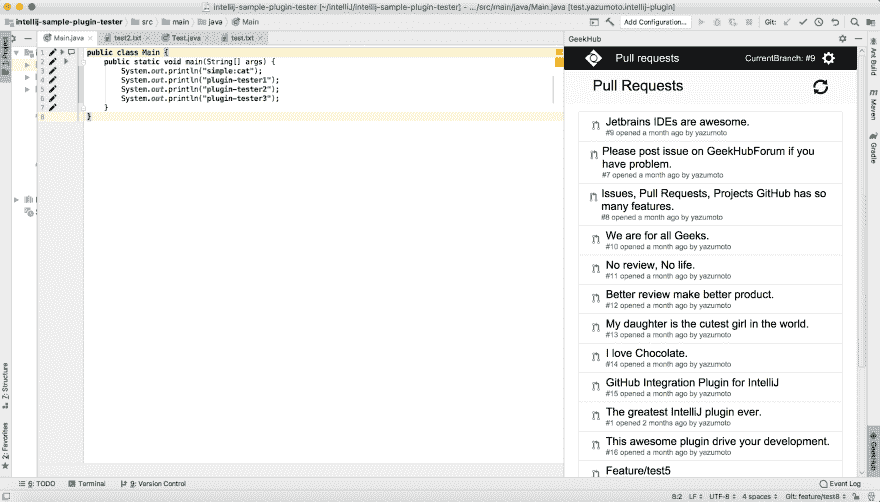 intellij-sample-plugin-tester [~/IntelliJ/intellij-sample-plugin-tester] - .../src/main/java/Main.java [test.yazumoto.intellij-plugin]
intellij-sample-plugin-tester
src
main
java
Main
Add Configuration...
Git:
Main.java
test2.txt
Test.java
test.txt
1: Project
1 public class Main {
2 public static void main(String[] args) {
3 System.out.println("simple:cat");
4 System.out.println("plugin-tester1");
5 System.out.println("plugin-tester2");
6 System.out.println("plugin-tester3");
7 }
8 }
GeekHub
Pull requests
CurrentBranch: #9
Pull Requests
Jetbrains IDEs are awesome.
#9 opened a month ago by yazumoto
Please post issue on GeekHubForum if you
have problem.
#7 opened a month ago by yazumoto
Issues, Pull Requests, Projects GitHub has so
many features.
#8 opened a month ago by yazumoto
We are for all Geeks.
#10 opened a month ago by yazumoto
No review, No life.
#11 opened a month ago by yazumoto
Better review make better product.
#12 opened a month ago by yazumoto
My daughter is the cutest girl in the world.
#13 opened a month ago by yazumoto
I love Chocolate.
#14 opened a month ago by yazumoto
GitHub Integration Plugin for IntelliJ
#15 opened a month ago by yazumoto
The greatest IntelliJ plugin ever.
#1 opened 2 months ago by yazumoto
This awesome plugin drive your development.
#16 opened a month ago by yazumoto
Feature/test5
Ant Build
Maven
Gradle
GeekHub
Z: Structure
2: Favorites
6: TODO
Terminal
9: Version Control
Event Log
8:2
LF
UTF-8
4 spaces
Git: feature/test8